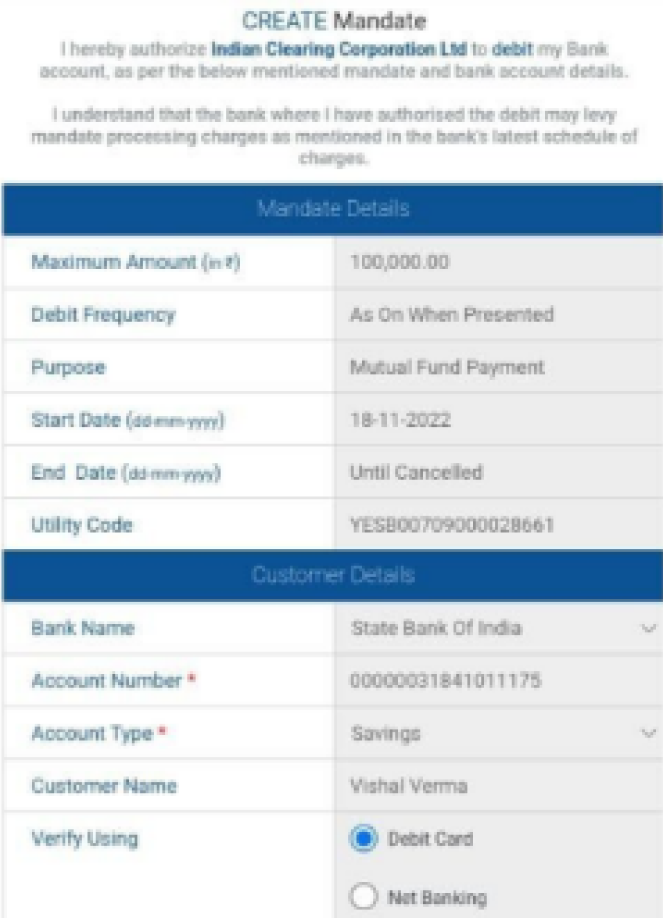 CREATE Mandate
I hereby authorize Indian Clearing Corporation Ltd to debit my Bank
account, as per the below mentioned mandate and bank account details.
I understand that the bank where I have authorised the debit may levy
mandate processing charges as mentioned in the bank's latest schedule of
charges.
Mandate Details
Maximum Amount (in ₹) 100,000.00
Debit Frequency As On When Presented
Purpose Mutual Fund Payment
Start Date (dd-mm-yyyy) 18-11-2022
End Date (dd-mm-yyyy) Until Cancelled
Utility Code YESB00709000028661
Customer Details
Bank Name State Bank Of India
Account Number * 00000031841011175
Account Type * Savings
Customer Name Vishal Verma
Verify Using Debit Card
Net Banking